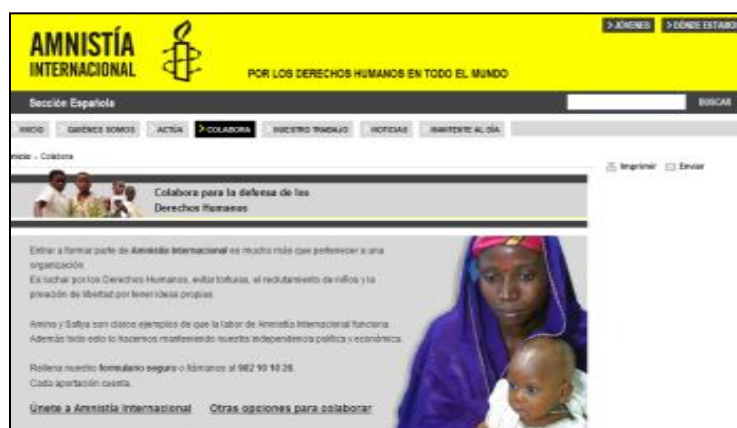 AMNISTÍA
INTERNACIONAL
POR LOS DERECHOS HUMANOS EN TODO EL MUNDO
> JÓVENES > DÓNDE ESTAMOS
Sección Española
BUSCAR
INICIO QUIÉNES SOMOS ACTÚA > COLABORA NUESTRO TRABAJO NOTICIAS MANTENTE AL DÍA
Inicio » Colabora
Imprimir Enviar
Colabora para la defensa de los
Derechos Humanos
Entrar a formar parte de Amnistía Internacional es mucho más que pertenecer a una
organización.
Es luchar por los Derechos Humanos, evitar torturas, el reclutamiento de niños y la
privación de libertad por tener ideas propias.
Amina y Safiya son claros ejemplos de que la labor de Amnistía Internacional funciona.
Además todo esto lo hacemos manteniendo nuestra independencia política y económica.
Rellena nuestro formulario seguro o llámanos al 902 10 10 26.
Cada aportación cuenta.
Únete a Amnistía Internacional Otras opciones para colaborar